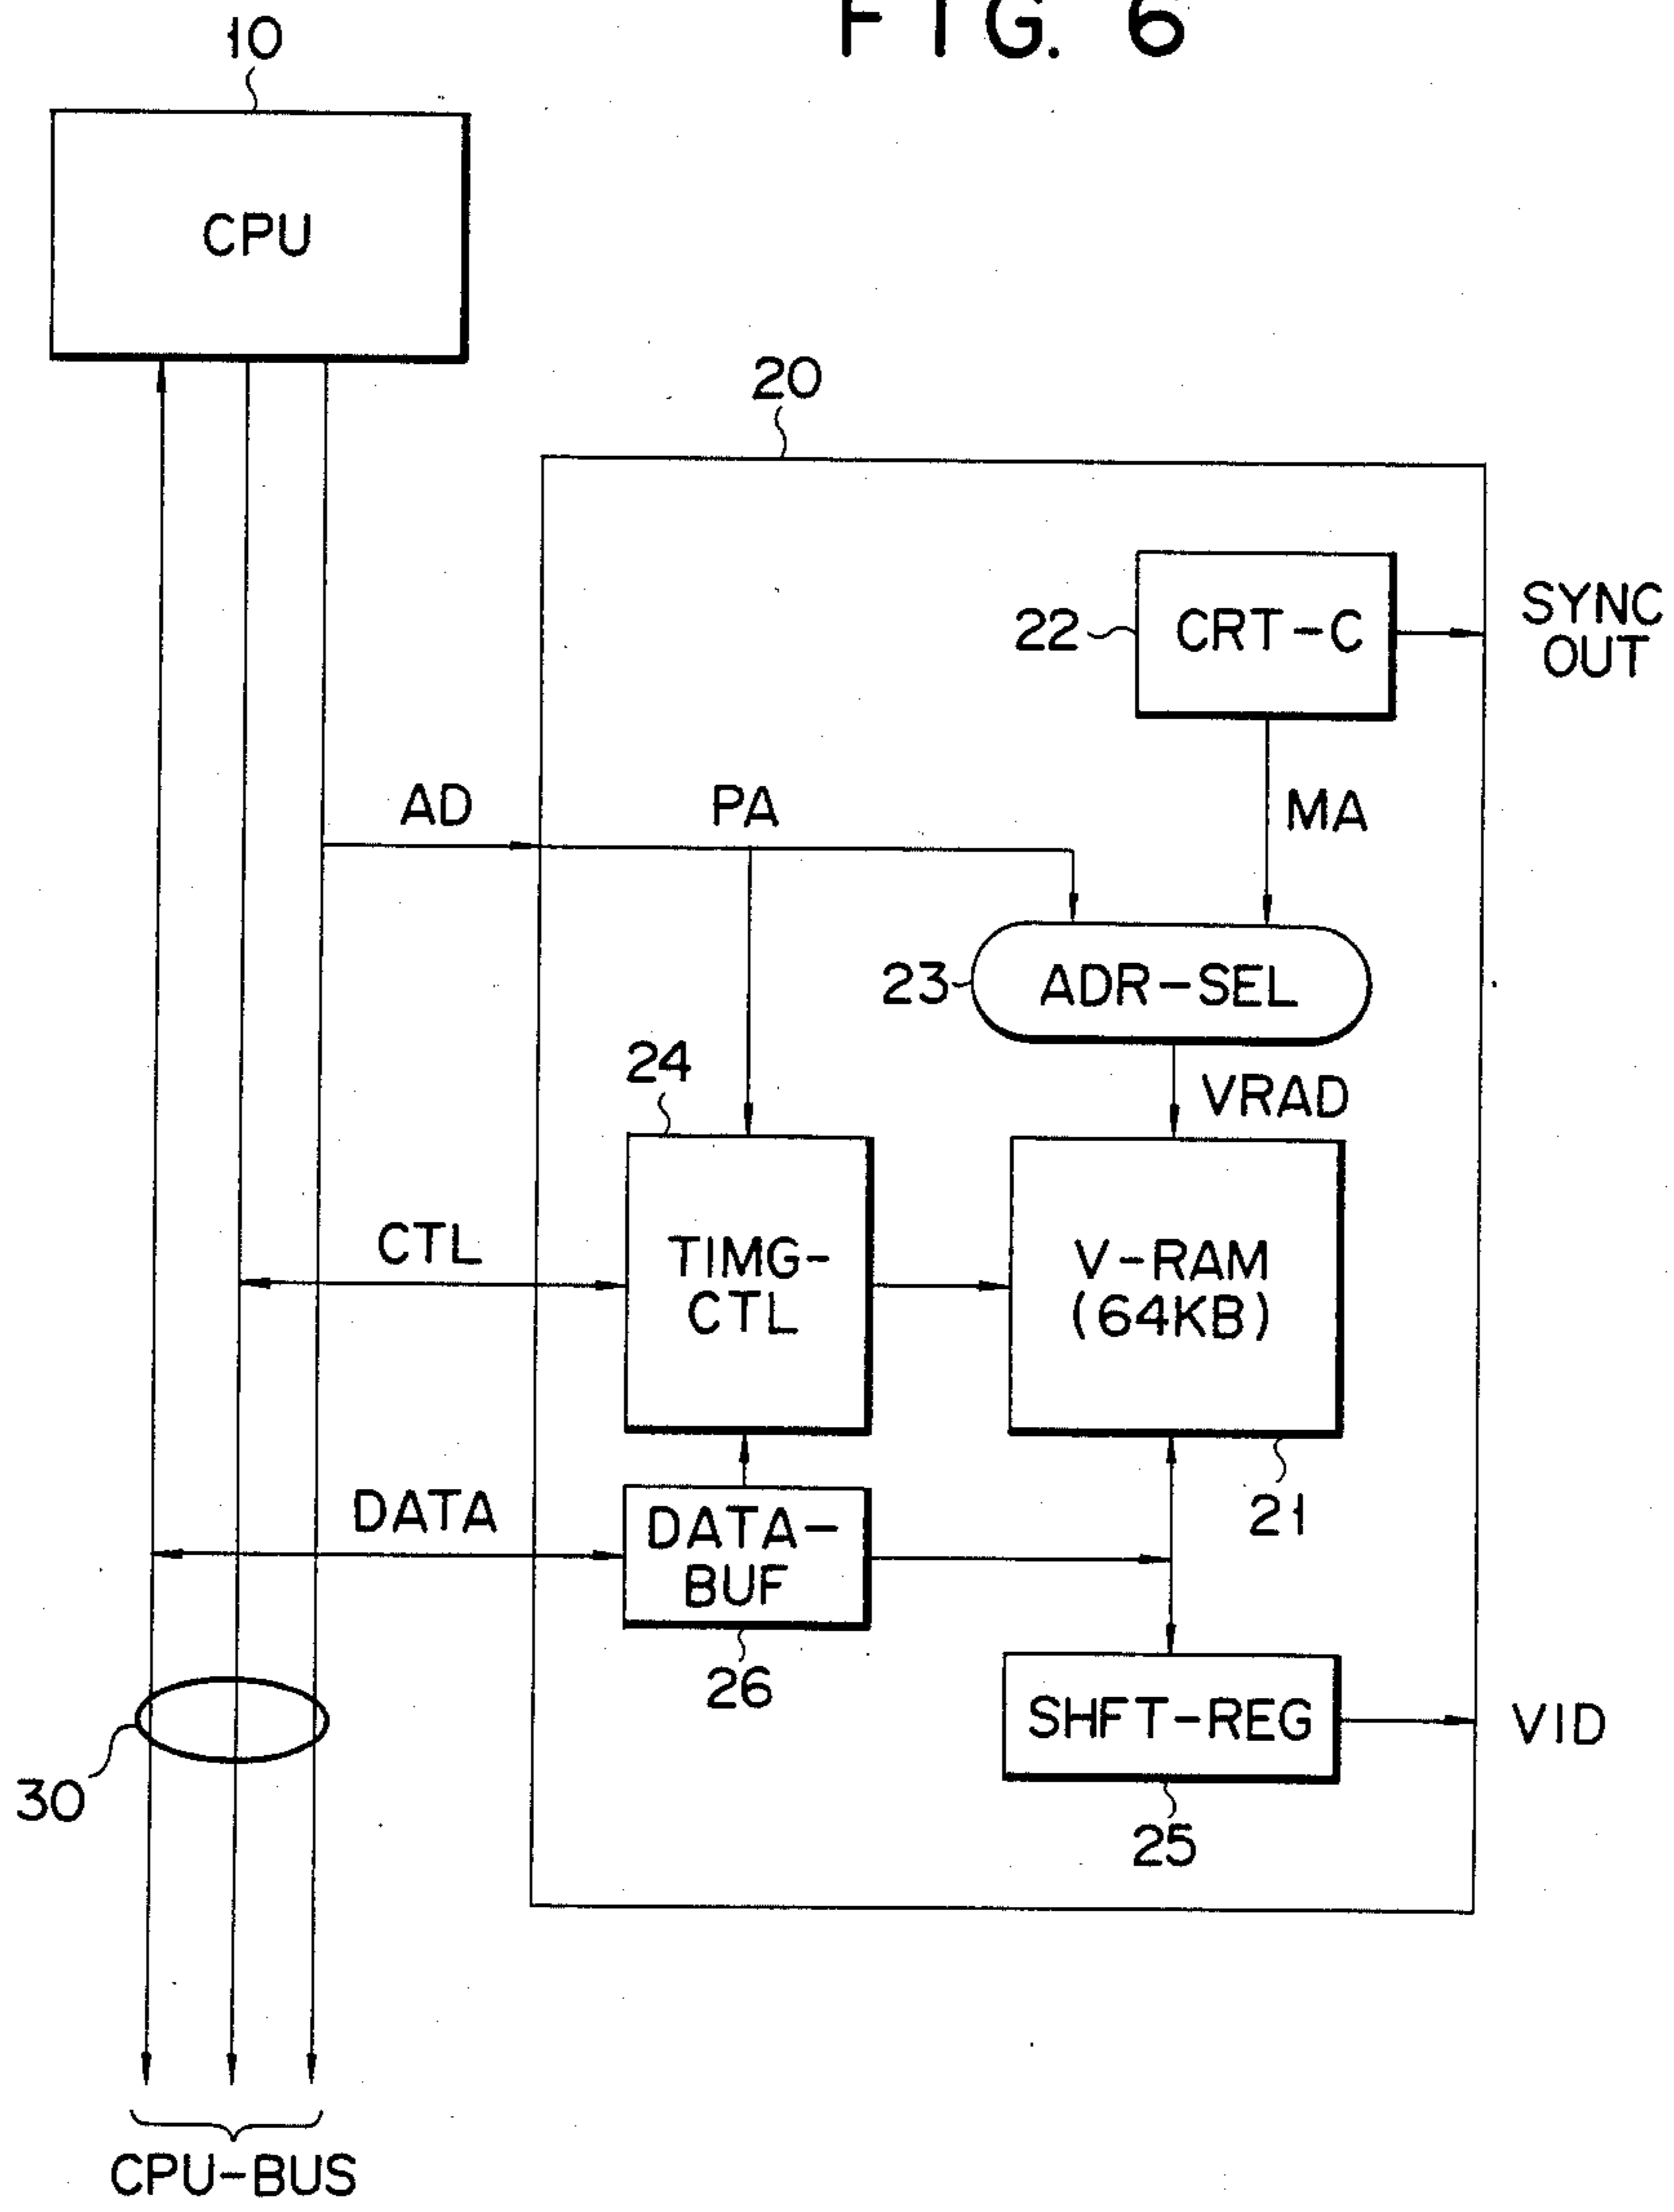 FIG. 6
10
CPU
20
22
CRT-C
SYNC
OUT
AD
PA
MA
23
ADR-SEL
24
VRAD
CTL
TIMG-
CTL
V-RAM
(64KB)
21
DATA
DATA-
BUF
26
SHFT-REG
VID
30
25
CPU-BUS